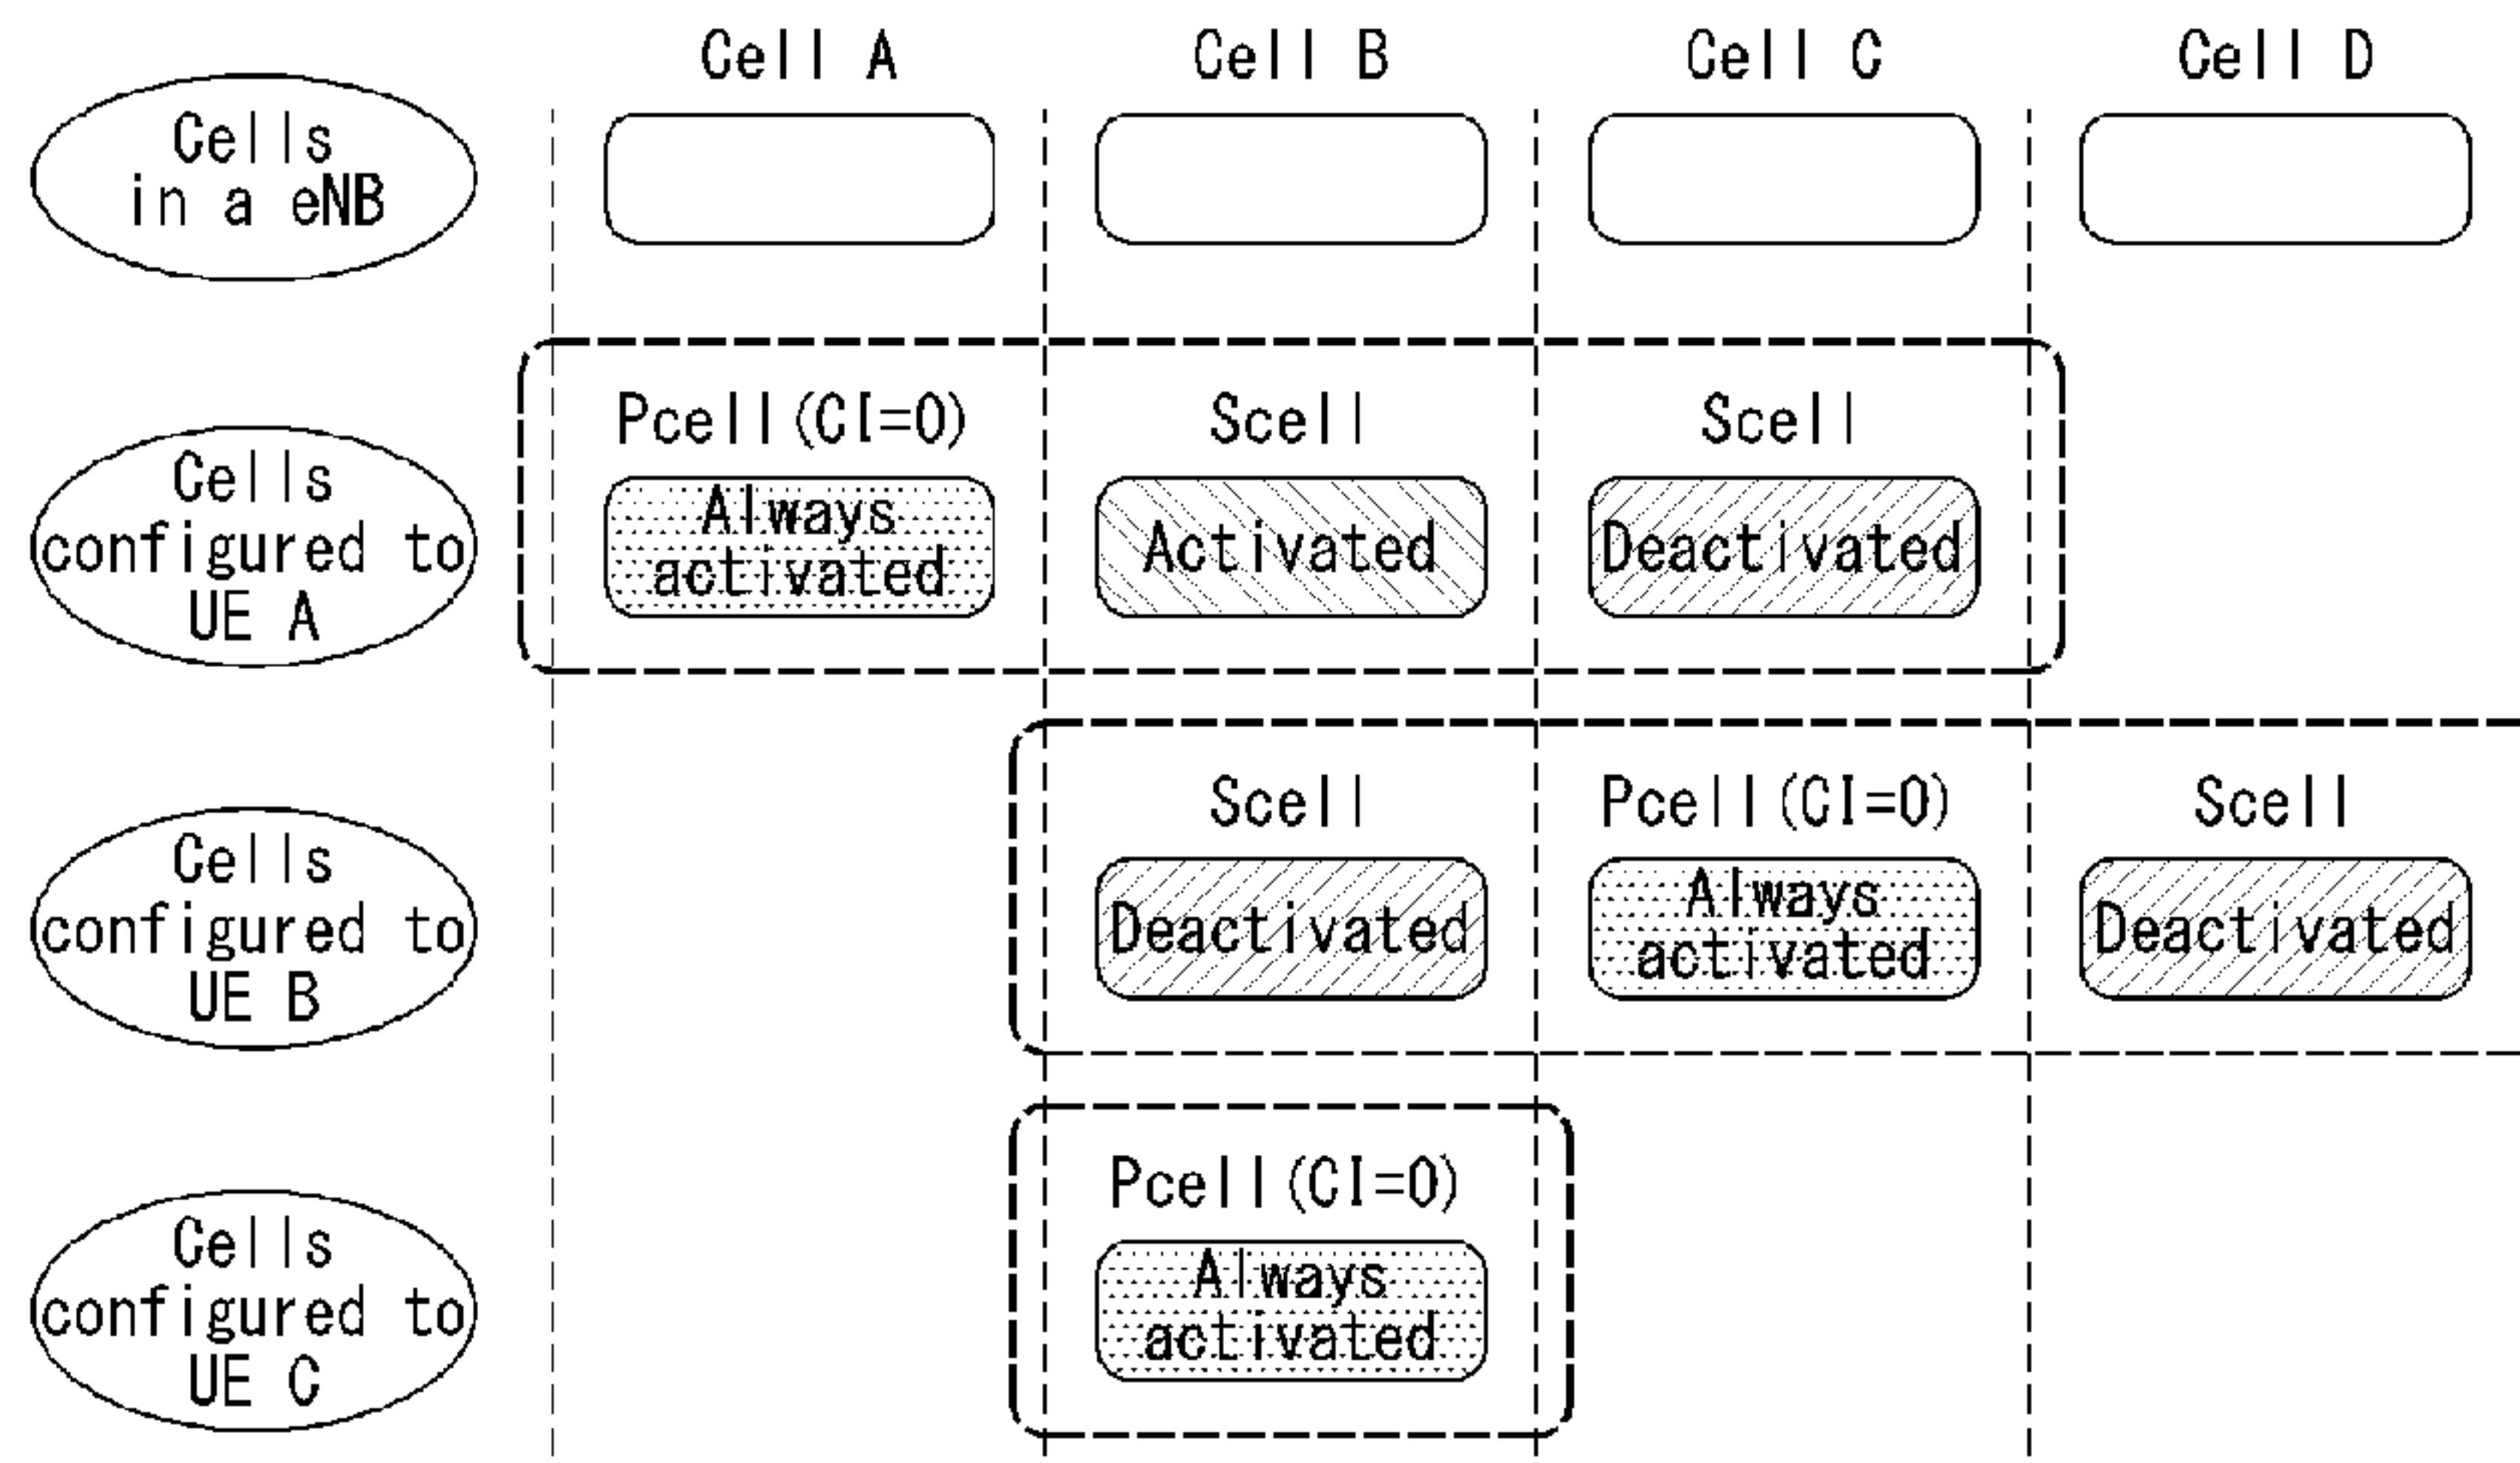 Cell A Cell B Cell C Cell D
Cells
in a eNB
Pcell(CI=0) Scell Scell
Cells
configured to
UE A
Always
activated
Activated
Deactivated
Scell Pcell(CI=0) Scell
Cells
configured to
UE B
Deactivated
Always
activated
Deactivated
Pcell(CI=0)
Cells
configured to
UE C
Always
activated